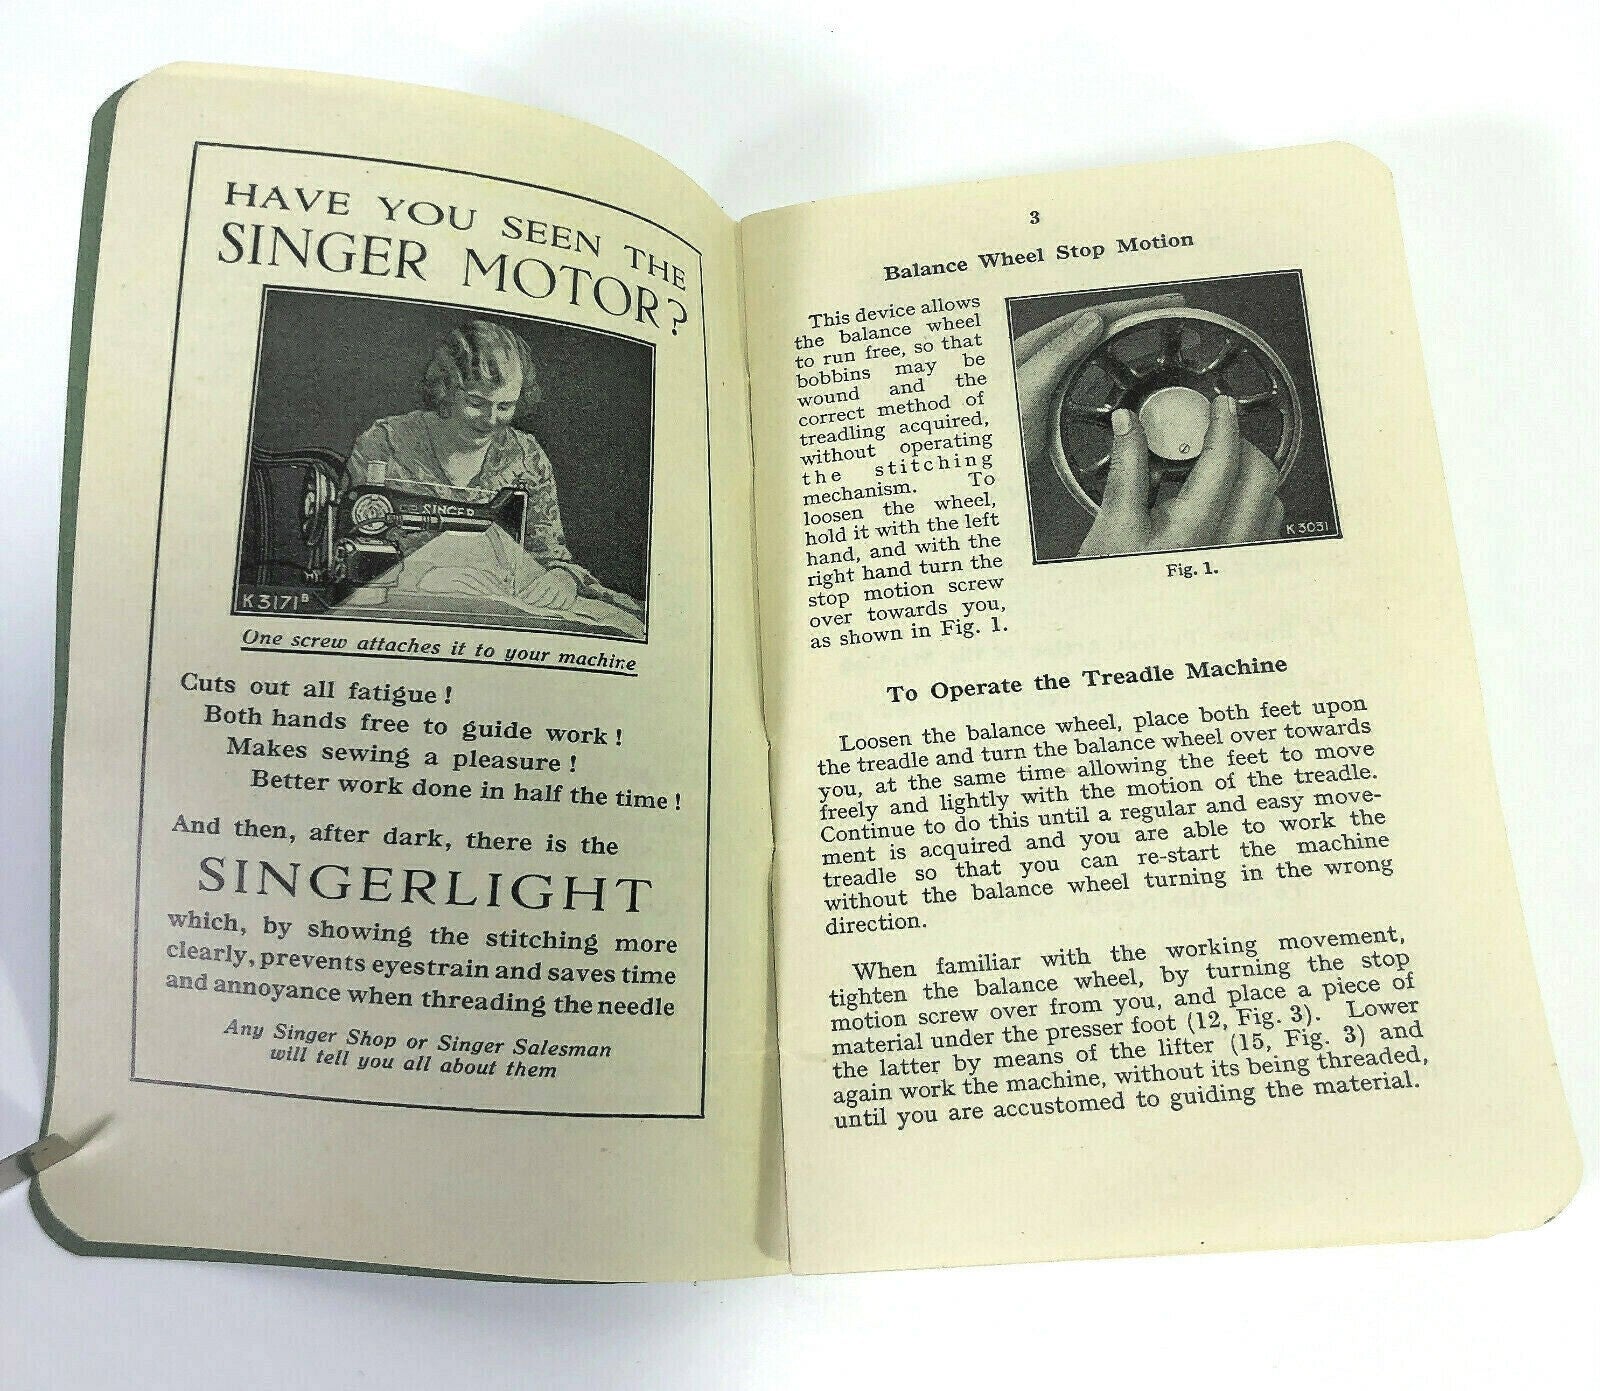 HAVE YOU SEEN THE
SINGER MOTOR?
SINGER
K 3171 B
One screw attaches it to your machine
Cuts out all fatigue !
Both hands free to guide work !
Makes sewing a pleasure !
Better work done in half the time !
And then, after dark, there is the
SINGERLIGHT
which, by showing the stitching more
clearly, prevents eyestrain and saves time
and annoyance when threading the needle
Any Singer Shop or Singer Salesman
will tell you all about them
3
Balance Wheel Stop Motion
This device allows
the balance wheel
to run free, so that
bobbins may be
wound and the
correct method of
treadling acquired,
without operating
the stitching
mechanism. To
loosen the wheel,
hold it with the left
hand, and with the
right hand turn the
stop motion screw
over towards you,
as shown in Fig. 1.
K 3031
Fig. 1.
To Operate the Treadle Machine
Loosen the balance wheel, place both feet upon
the treadle and turn the balance wheel over towards
you, at the same time allowing the feet to move
freely and lightly with the motion of the treadle.
Continue to do this until a regular and easy move-
ment is acquired and you are able to work the
treadle so that you can re-start the machine
without the balance wheel turning in the wrong
direction.
When familiar with the working movement,
tighten the balance wheel, by turning the stop
motion screw over from you, and place a piece of
material under the presser foot (12, Fig. 3). Lower
the latter by means of the lifter (15, Fig. 3) and
again work the machine, without its being threaded,
until you are accustomed to guiding the material.